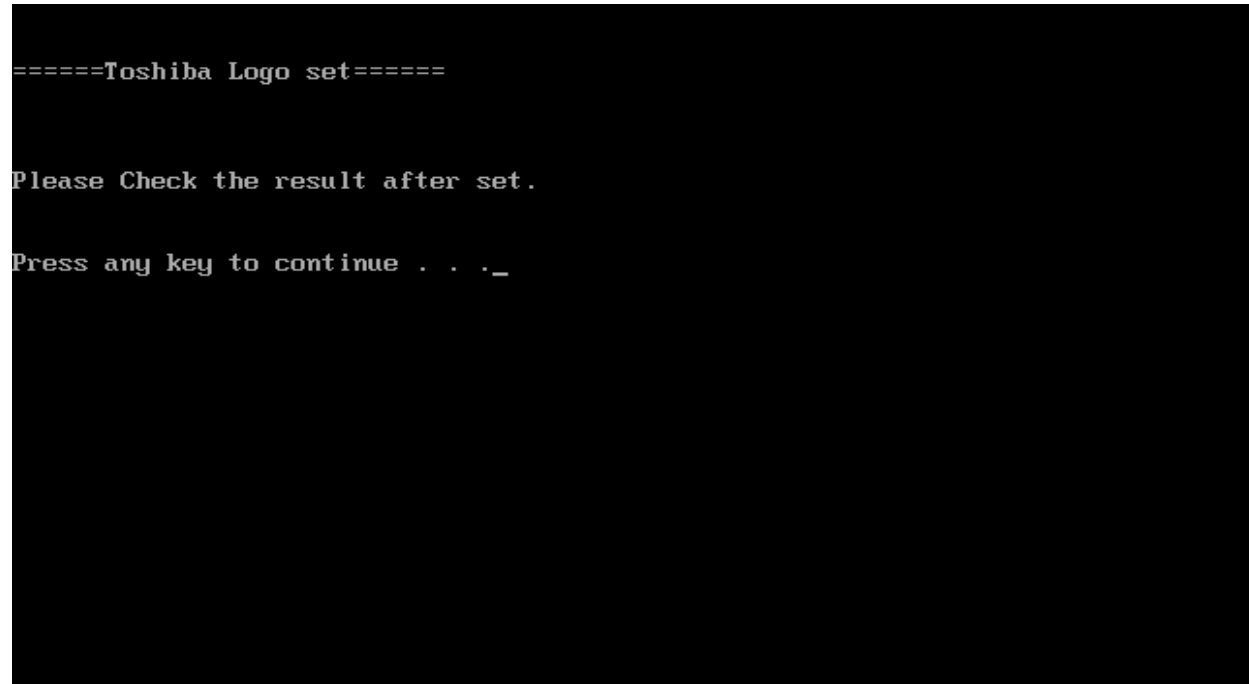 ======Toshiba Logo set======
Please Check the result after set.
Press any key to continue . . ._